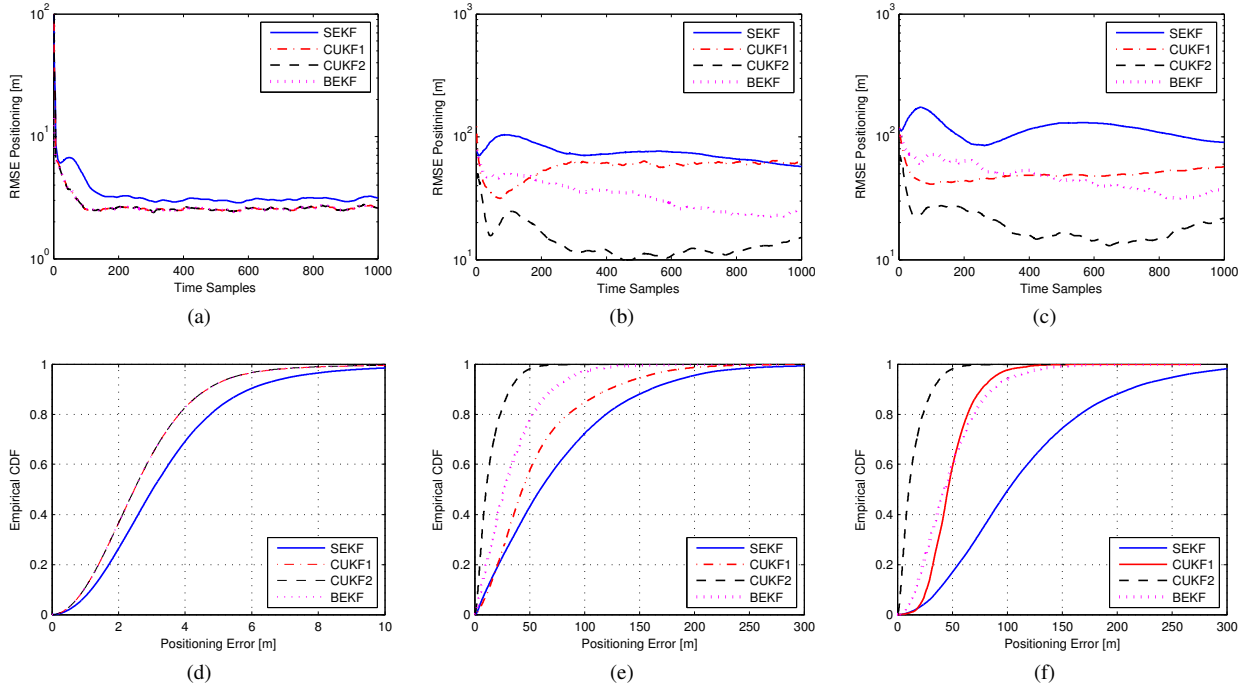 10^2
10^1
10^0
RMSE Positioning [m]
0 200 400 600 800 1000
Time Samples
SEKF
CUKF1
CUKF2
BEKF
(a)
10^3
10^2
10^1
RMSE Positioning [m]
0 200 400 600 800 1000
Time Samples
SEKF
CUKF1
CUKF2
BEKF
(b)
10^3
10^2
10^1
RMSE Positioning [m]
0 200 400 600 800 1000
Time Samples
SEKF
CUKF1
CUKF2
BEKF
(c)
1
0.8
0.6
0.4
0.2
0
Empirical CDF
0 2 4 6 8 10
Positioning Error [m]
SEKF
CUKF1
CUKF2
BEKF
(d)
1
0.8
0.6
0.4
0.2
0
Empirical CDF
0 50 100 150 200 250 300
Positioning Error [m]
SEKF
CUKF1
CUKF2
BEKF
(e)
1
0.8
0.6
0.4
0.2
0
Empirical CDF
0 50 100 150 200 250 300
Positioning Error [m]
SEKF
CUKF1
CUKF2
BEKF
(f)